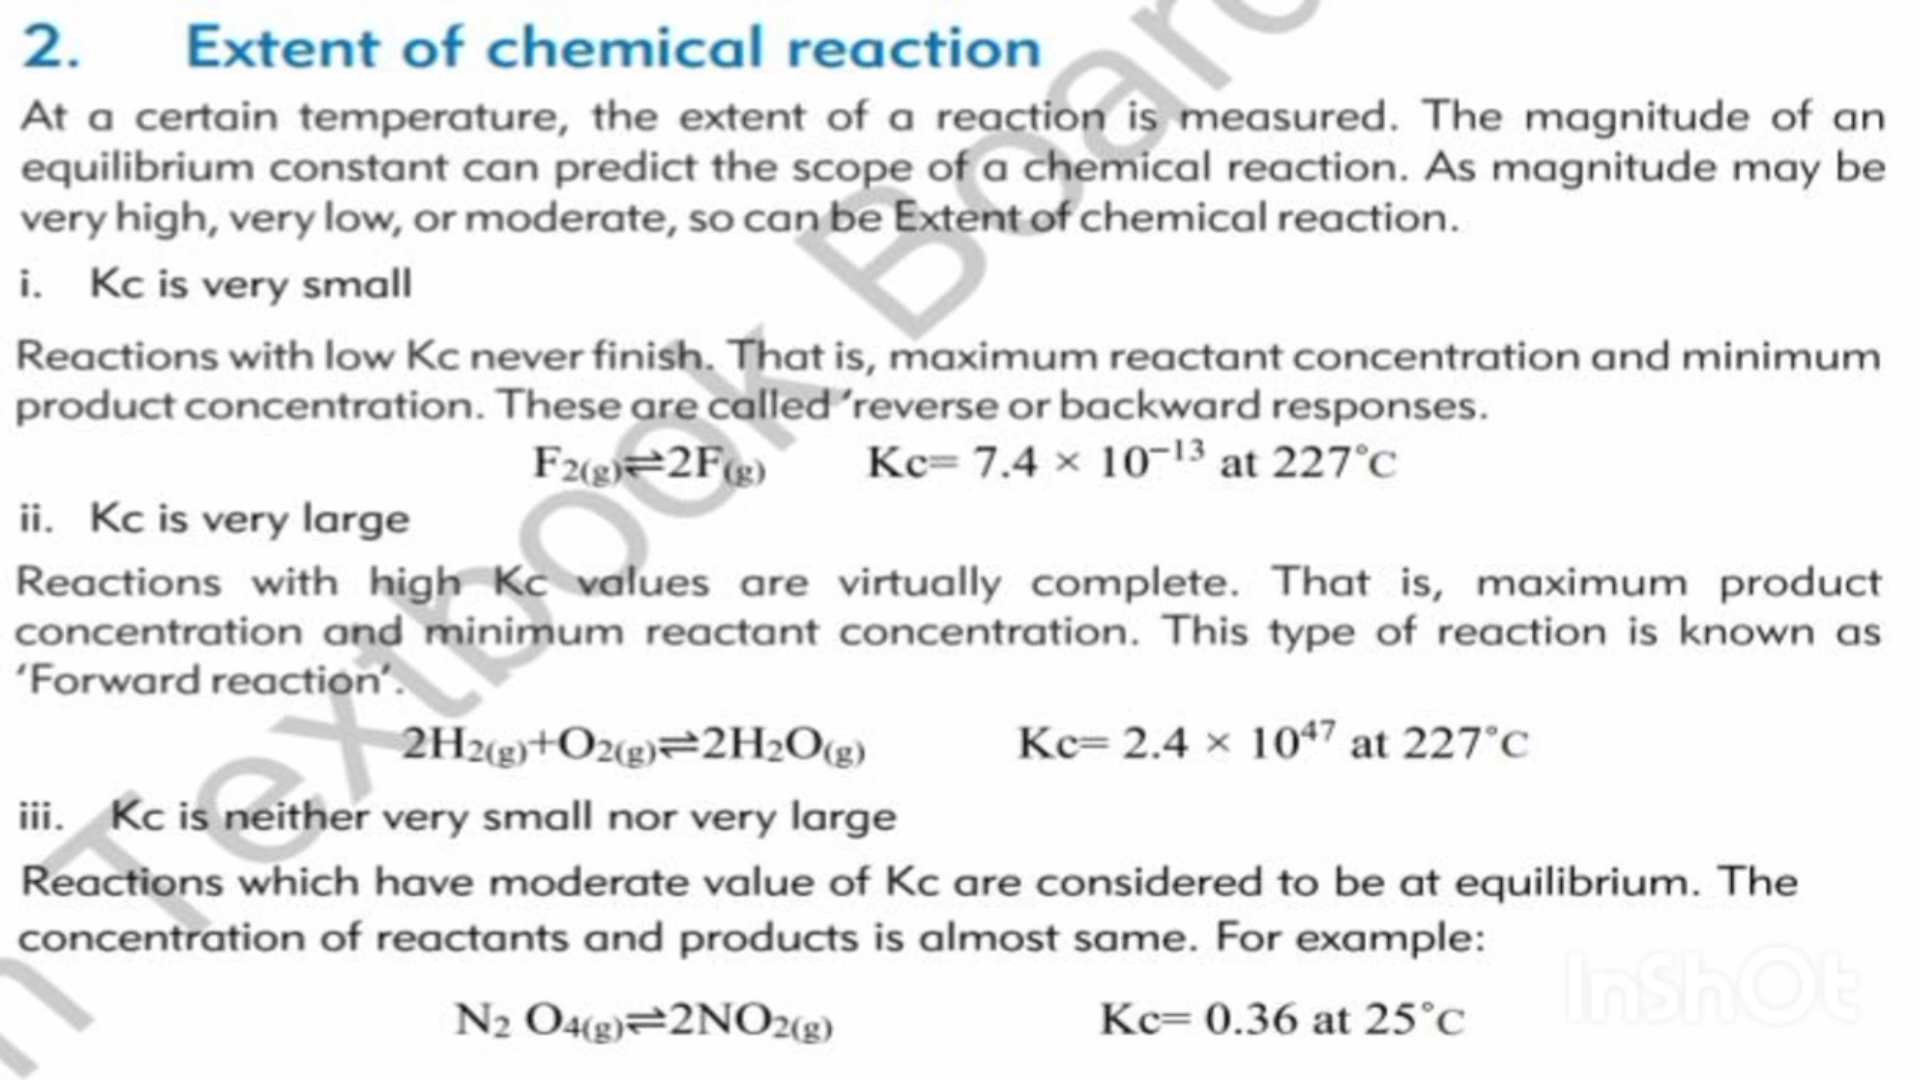 2. Extent of chemical reaction
At a certain temperature, the extent of a reaction is measured. The magnitude of an
equilibrium constant can predict the scope of a chemical reaction. As magnitude may be
very high, very low, or moderate, so can be Extent of chemical reaction.
i. Kc is very small
Reactions with low Kc never finish. That is, maximum reactant concentration and minimum
product concentration. These are called 'reverse or backward responses.
F₂(g)⇌2F(g) Kc= 7.4 × 10⁻¹³ at 227°C
ii. Kc is very large
Reactions with high Kc values are virtually complete. That is, maximum product
concentration and minimum reactant concentration. This type of reaction is known as
'Forward reaction'.
2H₂(g)+O₂(g)⇌2H₂O(g) Kc= 2.4 × 10⁴⁷ at 227°C
iii. Kc is neither very small nor very large
Reactions which have moderate value of Kc are considered to be at equilibrium. The
concentration of reactants and products is almost same. For example:
N₂ O₄(g)⇌2NO₂(g) Kc= 0.36 at 25°C
Textbook Board
InShOt